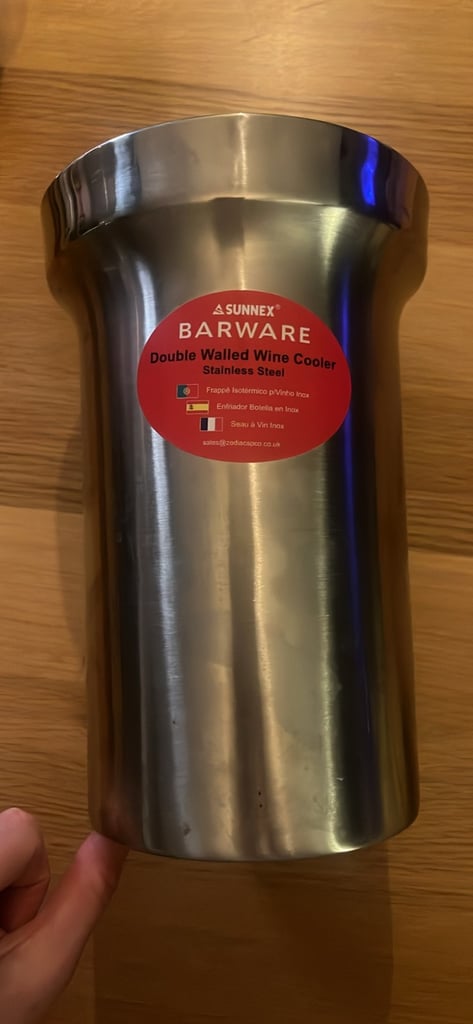 SUNNEX®
BARWARE
Double Walled Wine Cooler
Stainless Steel
Frappé Isotérmico p/Vinho Inox
Enfriador Botella en Inox
Seau à Vin Inox
sales@zodiacspco.co.uk